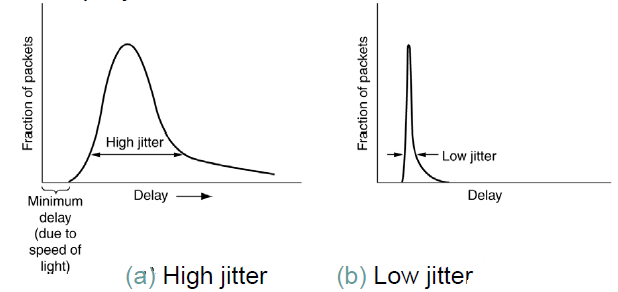 Fraction of packets
High jitter
Minimum
delay
(due to
speed of
light)
Delay
(a) High jitter
Fraction of packets
Low jitter
Delay
(b) Low jitter